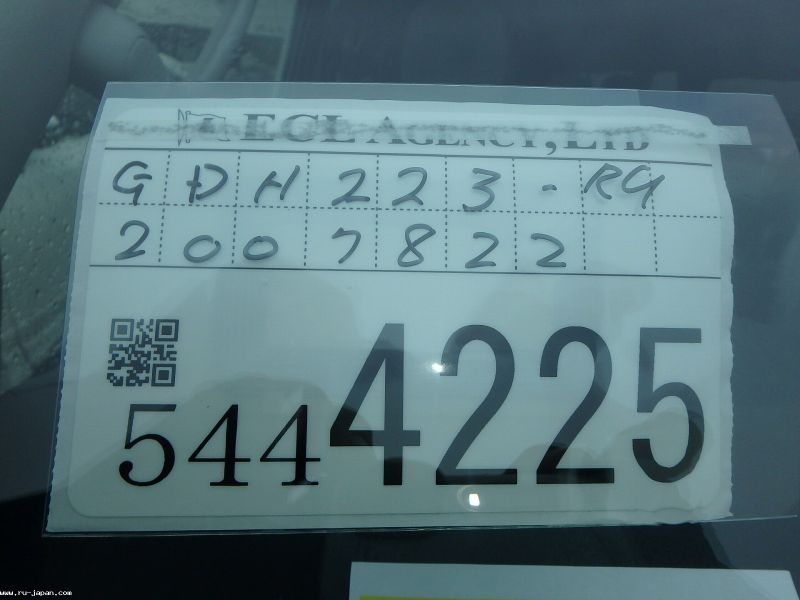 ECL AGENCY, LTD
GDH223-RG
2007822
5444225
www.ru-japan.com